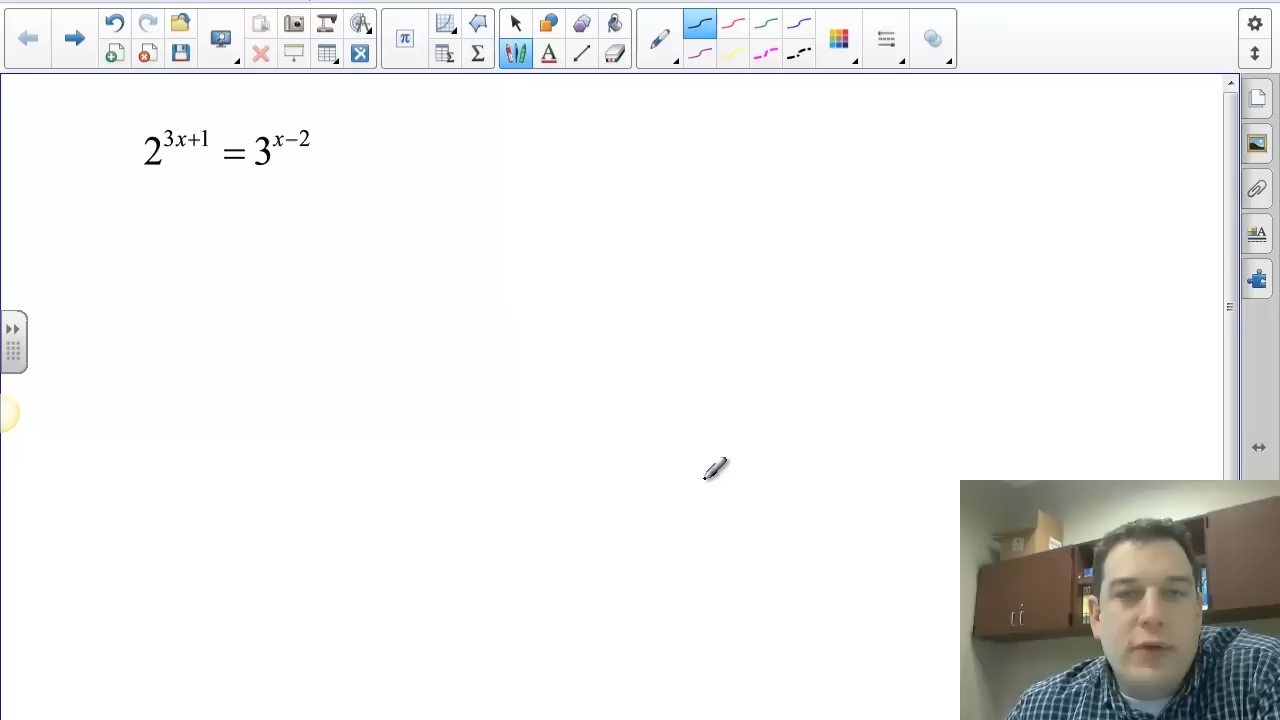 π
Σ
A
A
2^{3x+1} = 3^{x-2}